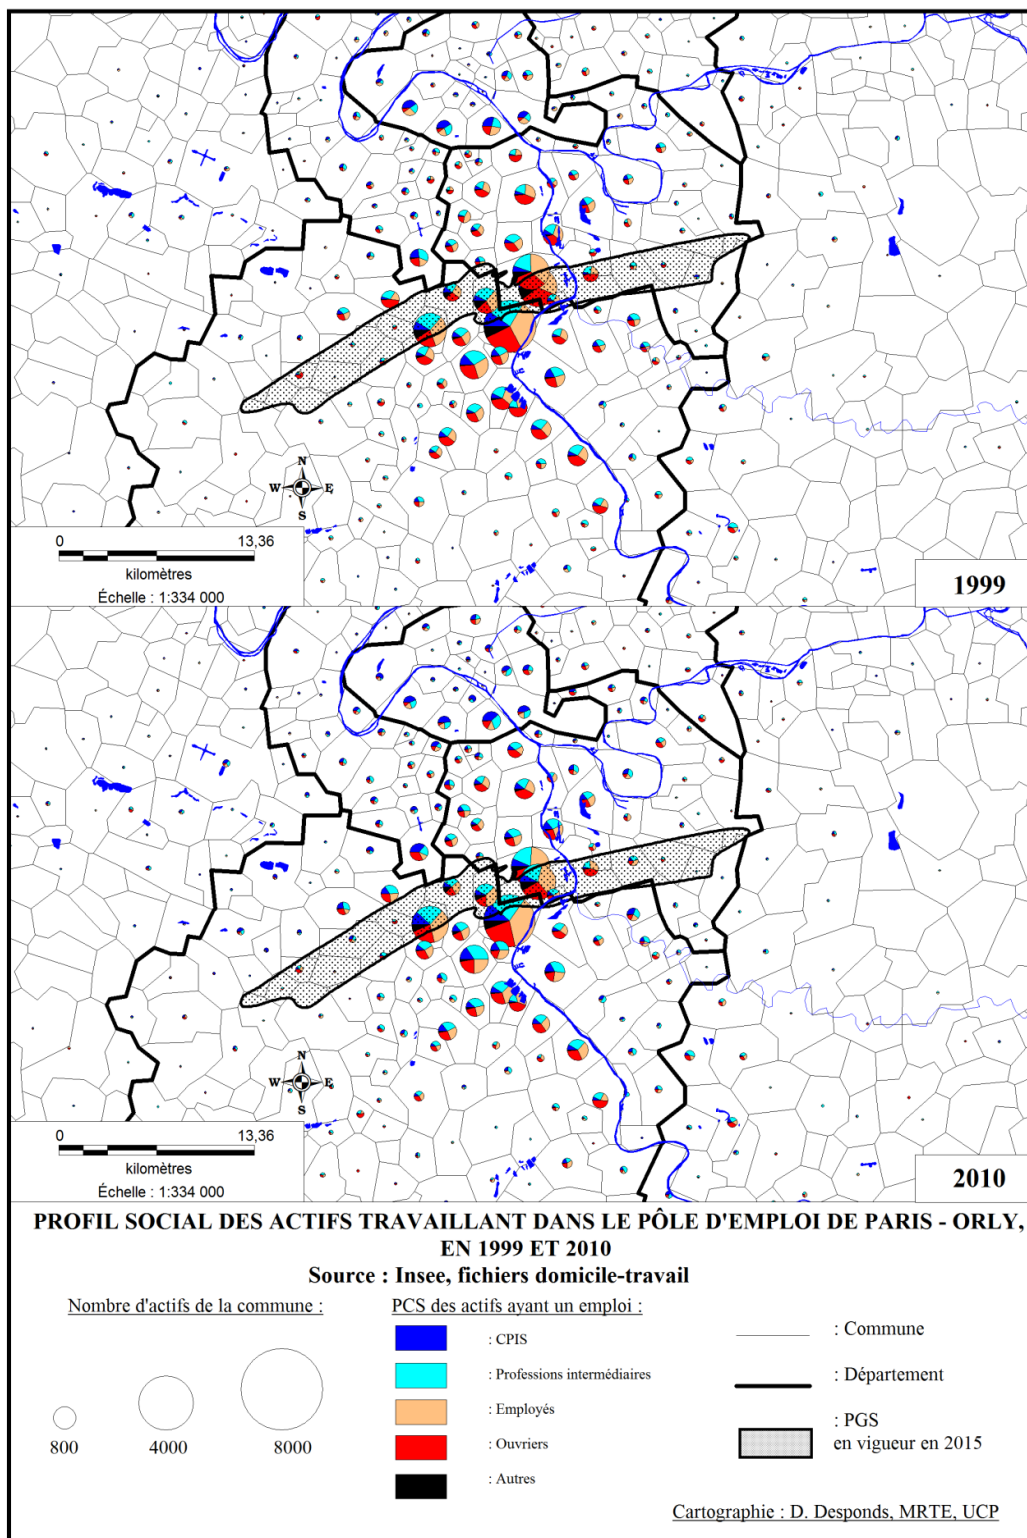 N
W E
S
0 13,36
kilomètres
Échelle : 1:334 000
1999
N
W E
S
0 13,36
kilomètres
Échelle : 1:334 000
2010
PROFIL SOCIAL DES ACTIFS TRAVAILLANT DANS LE PÔLE D'EMPLOI DE PARIS - ORLY,
EN 1999 ET 2010
Source : Insee, fichiers domicile-travail
Nombre d'actifs de la commune :
800 4000 8000
PCS des actifs ayant un emploi :
: CPIS
: Professions intermédiaires
: Employés
: Ouvriers
: Autres
: Commune
: Département
: PGS
en vigueur en 2015
Cartographie : D. Desponds, MRTE, UCP